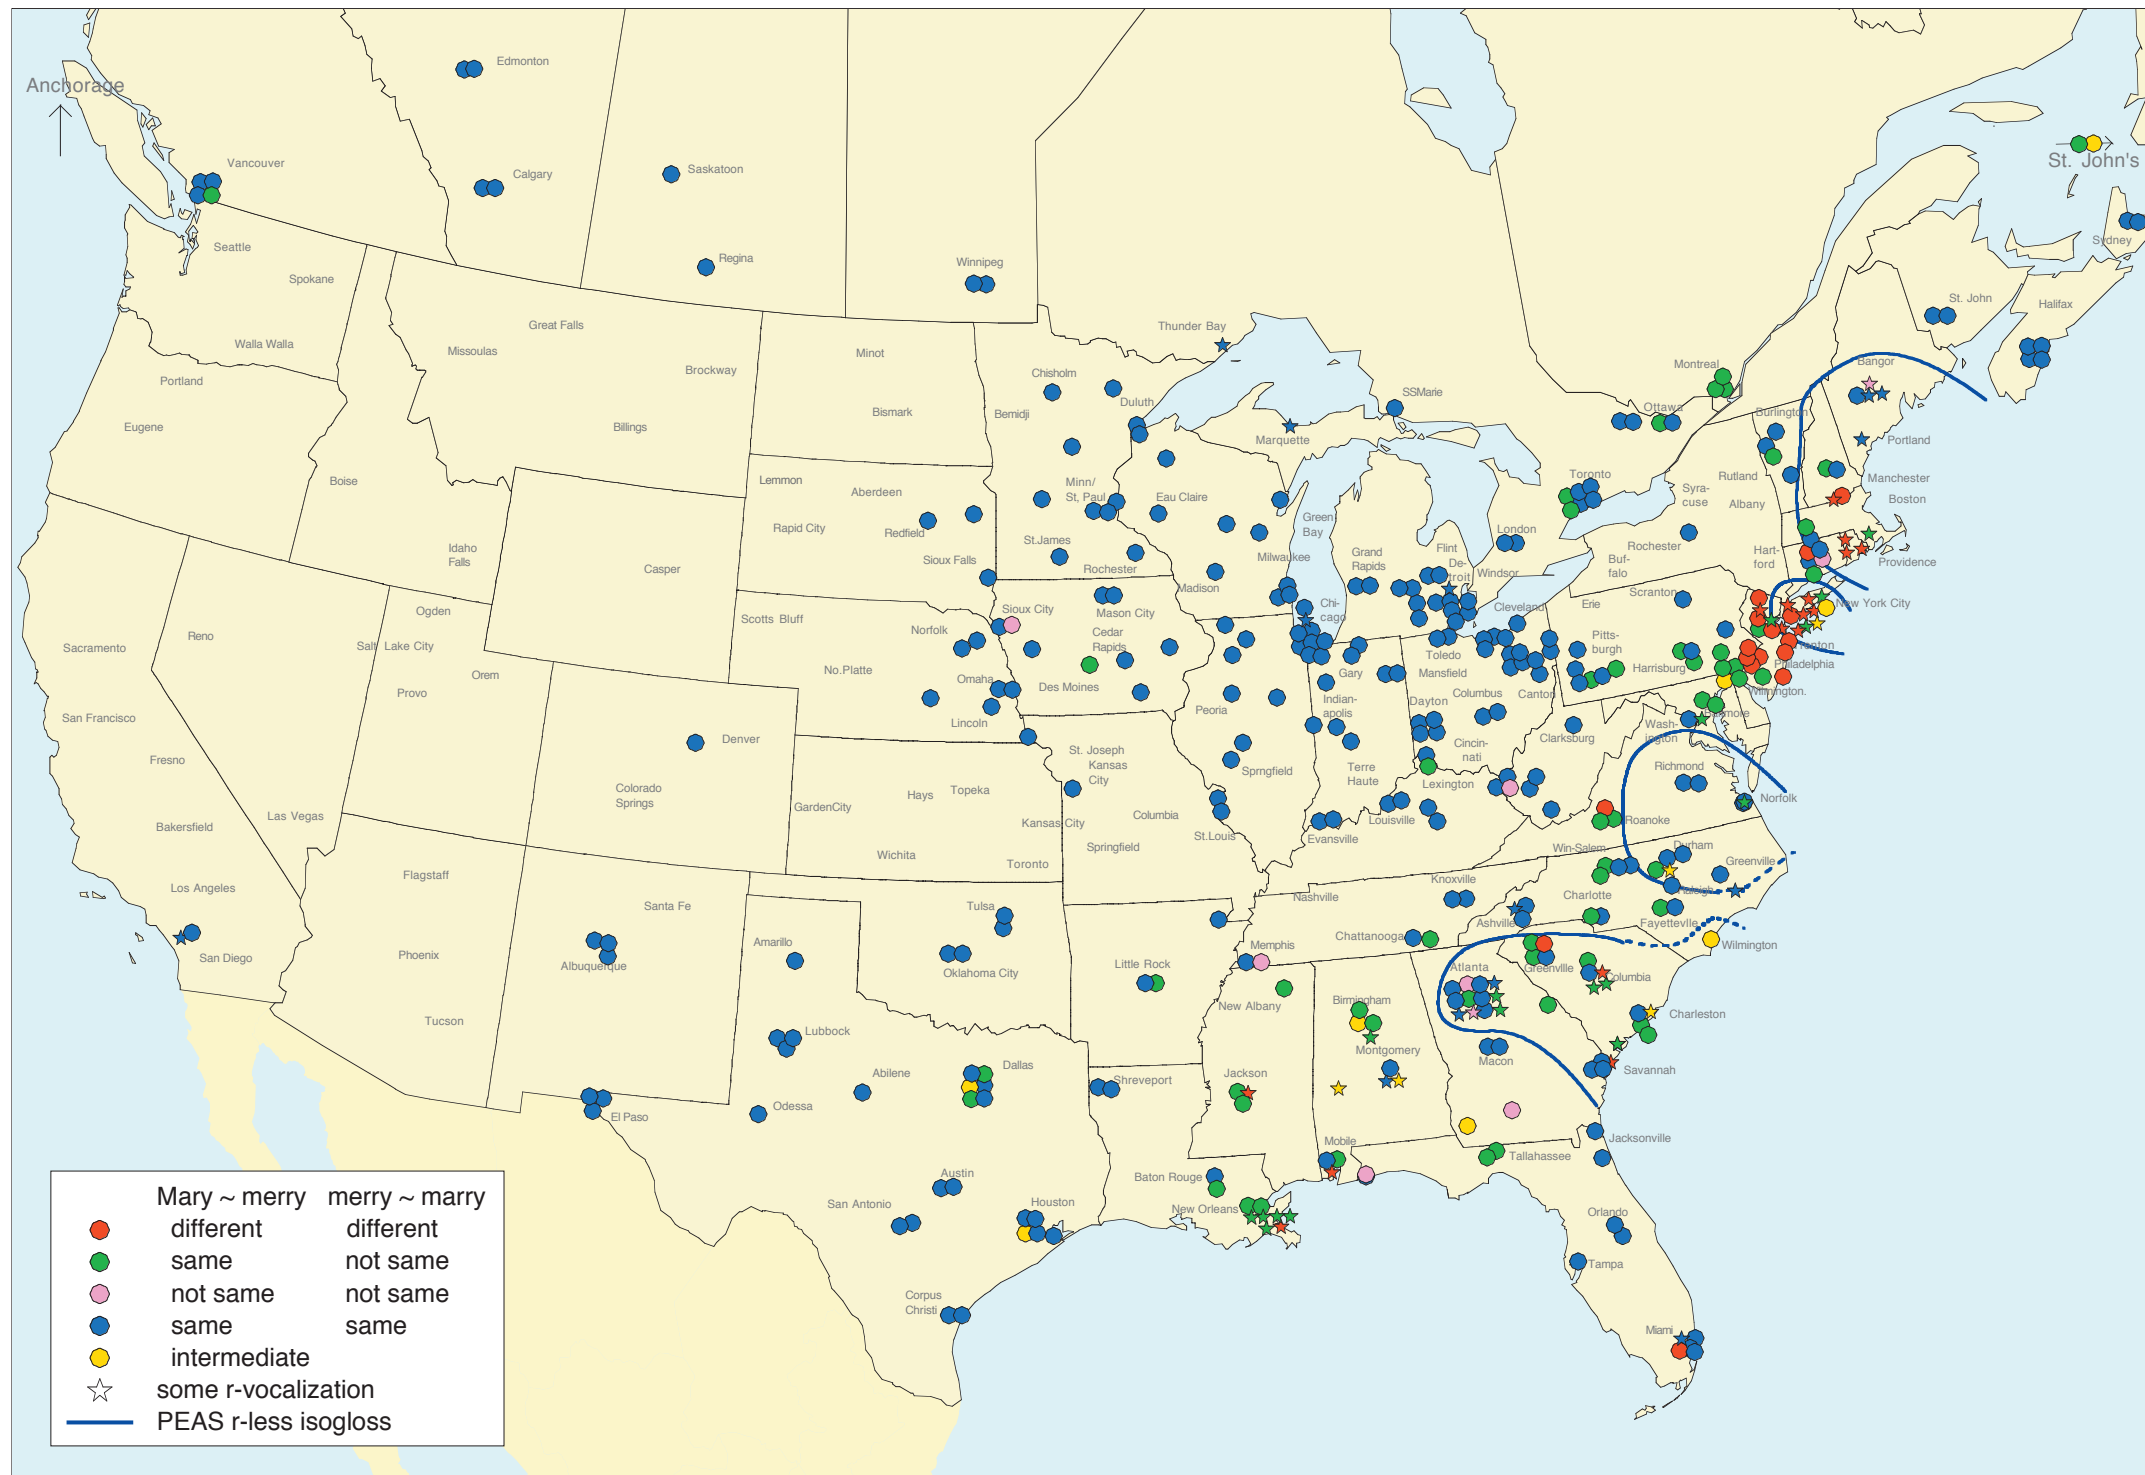 Edmonton
Anchorage
St. John's
Vancouver
Calgary
Saskatoon
Seattle
Sydney
Regina
Winnipeg
Spokane
St. John
Halifax
Great Falls
Thunder Bay
Walla Walla
Missoulas
Minot
Montreal
Bangor
Portland
Brockway
Chisholm
SSMarie
Duluth
Bismark
Bemidji
Ottawa
Burlington
Eugene
Billings
Marquette
Portland
Boise
Lemmon
Aberdeen
Minn/
St. Paul
Eau Claire
Toronto
Syra-
cuse
Rutland
Albany
Manchester
Boston
Rapid City
Redfield
Green
Bay
London
St.James
Idaho
Falls
Sioux Falls
Milwaukee
Grand
Rapids
Flint
De-
troit
Windsor
Rochester
Buf-
falo
Hart-
ford
Providence
Casper
Rochester
Madison
Scranton
Ogden
Sioux City
Mason City
Chi-
cago
Cleveland
Erie
New York City
Scotts Bluff
Norfolk
Reno
Salt Lake City
Cedar
Rapids
Pitts-
burgh
Trenton
Sacramento
Toledo
Harrisburg
Philadelphia
Orem
No.Platte
Omaha
Des Moines
Gary
Mansfield
Provo
Columbus
Canton
Wilmington.
San Francisco
Lincoln
Peoria
Indian-
apolis
Dayton
Baltimore
Denver
Clarksburg
Wash-
ington
Fresno
St. Joseph
Kansas
City
Cincin-
nati
Sprngfield
Terre
Haute
Richmond
Colorado
Springs
Topeka
Hays
Lexington
GardenCity
Norfolk
Las Vegas
Bakersfield
Kansas City
Columbia
Louisville
Roanoke
St.Louis
Evansville
Springfield
Win-Salem
Durham
Wichita
Toronto
Greenville
Flagstaff
Los Angeles
Knoxville
Raleigh
Santa Fe
Tulsa
Nashville
Charlotte
Ashville
Fayettevlle
Amarillo
Chattanooga
Memphis
Wilmington
Phoenix
San Diego
Albuquerque
Oklahoma City
Little Rock
Atlanta
Greenville
Columbia
New Albany
Birmingham
Charleston
Tucson
Lubbock
Montgomery
Macon
Dallas
Abilene
Shreveport
Jackson
Savannah
Odessa
El Paso
Mobile
Jacksonville
Tallahassee
Austin
Baton Rouge
San Antonio
Houston
New Orleans
Orlando
Tampa
Corpus
Christi
Miami
Mary ~ merry merry ~ marry
different different
same not same
not same not same
same same
intermediate
some r-vocalization
PEAS r-less isogloss